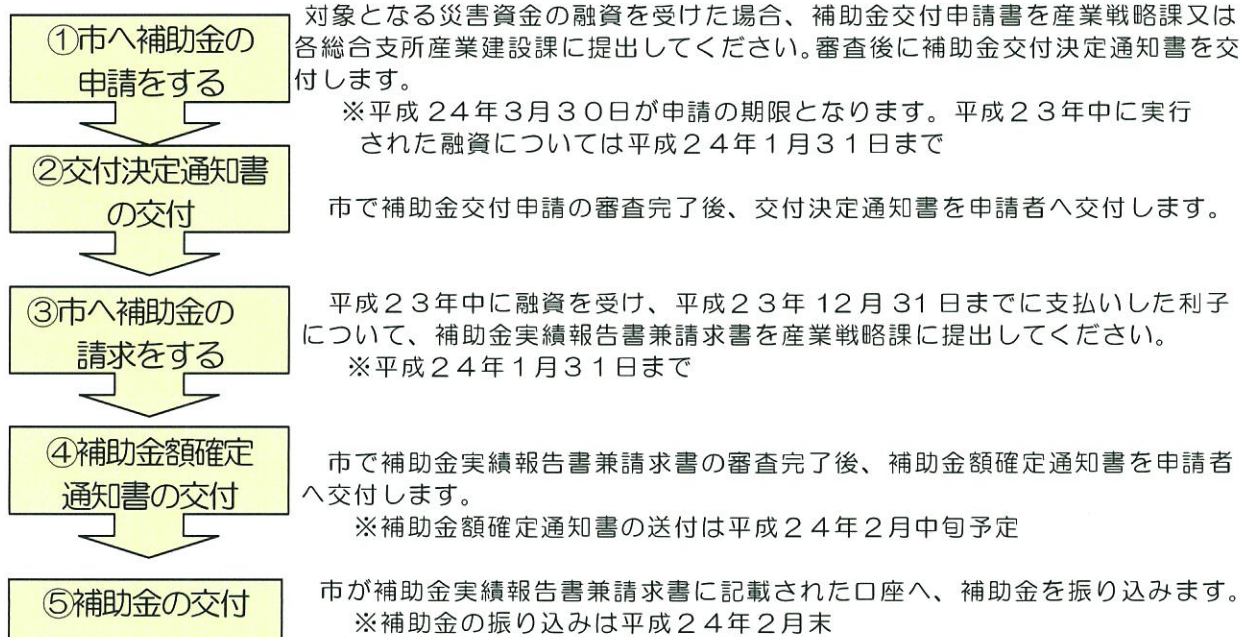 ①市へ補助金の
申請をする
対象となる災害資金の融資を受けた場合、補助金交付申請書を産業戦略課又は
各総合支所産業建設課に提出してください。審査後に補助金交付決定通知書を交
付します。
※平成24年3月30日が申請の期限となります。平成23年中に実行
された融資については平成24年1月31日まで
②交付決定通知書
の交付
市で補助金交付申請の審査完了後、交付決定通知書を申請者へ交付します。
③市へ補助金の
請求をする
平成23年中に融資を受け、平成23年12月31日までに支払いした利子
について、補助金実績報告書兼請求書を産業戦略課に提出してください。
※平成24年1月31日まで
④補助金額確定
通知書の交付
市で補助金実績報告書兼請求書の審査完了後、補助金額確定通知書を申請者
へ交付します。
※補助金額確定通知書の送付は平成24年2月中旬予定
⑤補助金の交付
市が補助金実績報告書兼請求書に記載された口座へ、補助金を振り込みます。
※補助金の振り込みは平成24年2月末